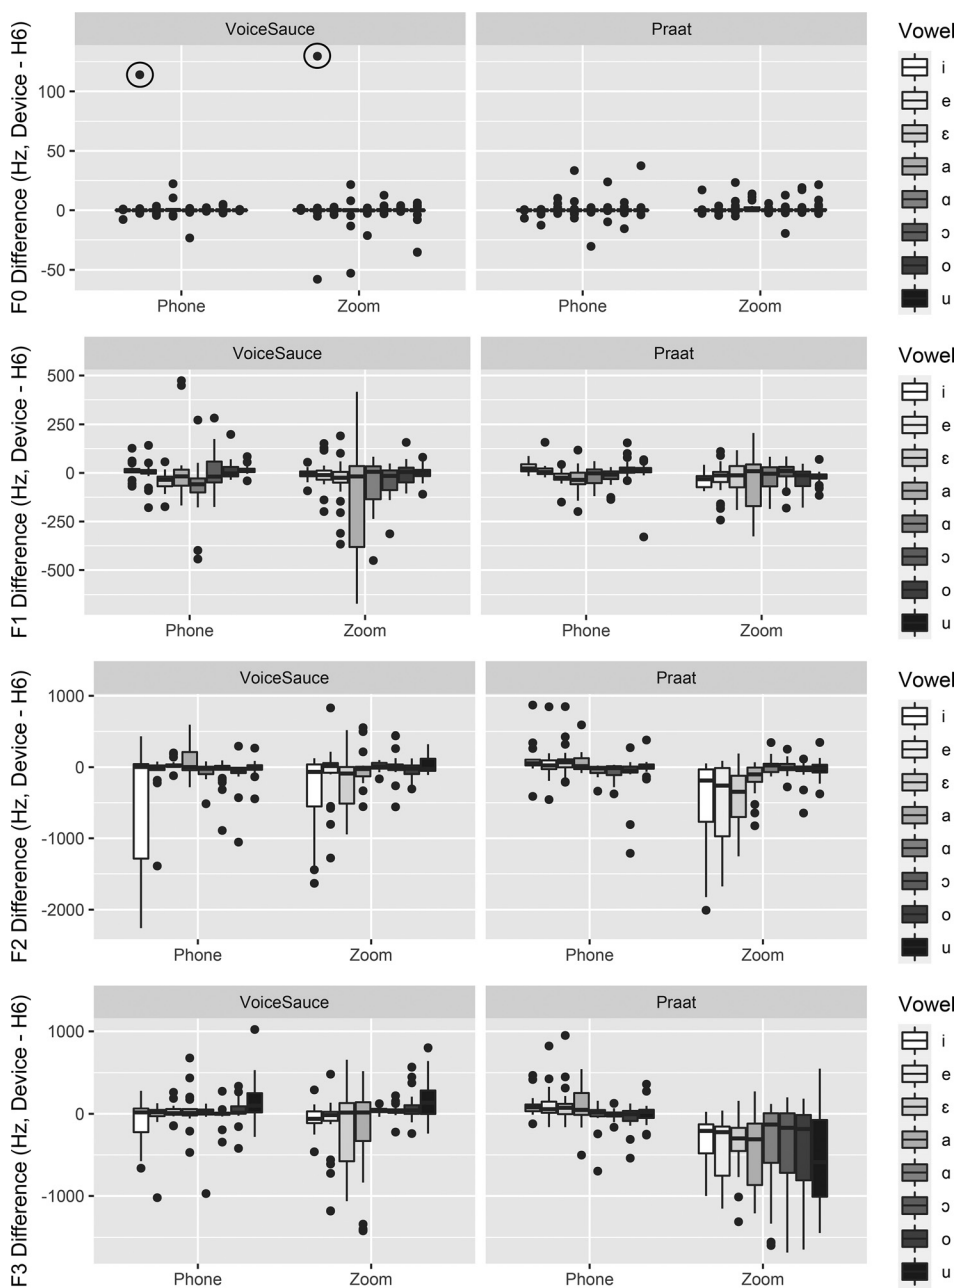 F0 Difference (Hz, Device - H6)
VoiceSauce
Praat
100
50
0
-50
Phone
Zoom
Phone
Zoom
Vowel
i
e
ε
a
ɑ
ɔ
o
u
F1 Difference (Hz, Device - H6)
VoiceSauce
Praat
500
250
0
-250
-500
Phone
Zoom
Phone
Zoom
Vowel
i
e
ε
a
ɑ
ɔ
o
u
F2 Difference (Hz, Device - H6)
VoiceSauce
Praat
1000
0
-1000
-2000
Phone
Zoom
Phone
Zoom
Vowel
i
e
ε
a
ɑ
ɔ
o
u
F3 Difference (Hz, Device - H6)
VoiceSauce
Praat
1000
0
-1000
Phone
Zoom
Phone
Zoom
Vowel
i
e
ε
a
ɑ
ɔ
o
u